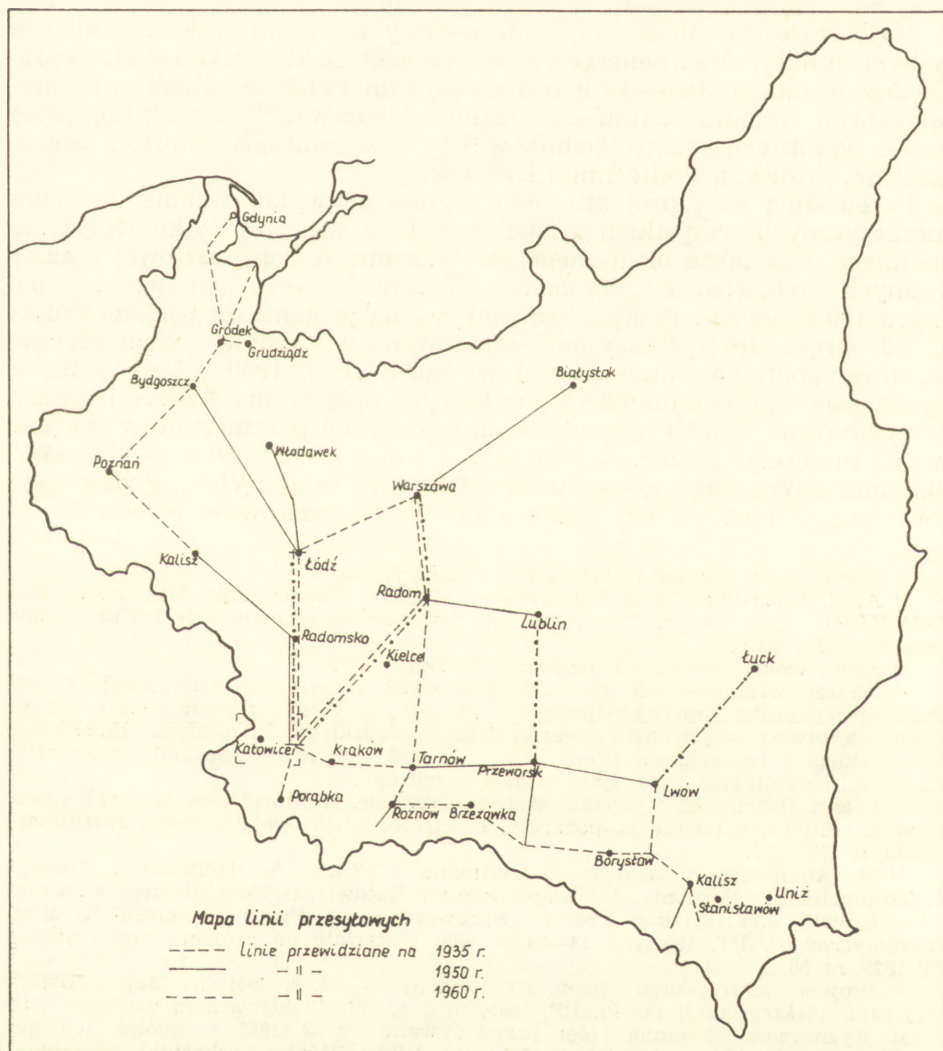 Gdynia
Gródek
Grudziądz
Bydgoszcz
Białystok
Włodawek
Poznań
Warszawa
Kalisz
Łódź
Radom
Lublin
Radomsko
Kielce
Łuck
Katowice
Kraków
Tarnów
Przeworsk
Lwów
Porąbka
Rożnów
Brzezówka
Borysław
Kalisz
Stanisławów
Uniż
Mapa linii przesyłowych
linie przewidziane na 1935 r.
— " — 1950 r.
— " — 1960 r.